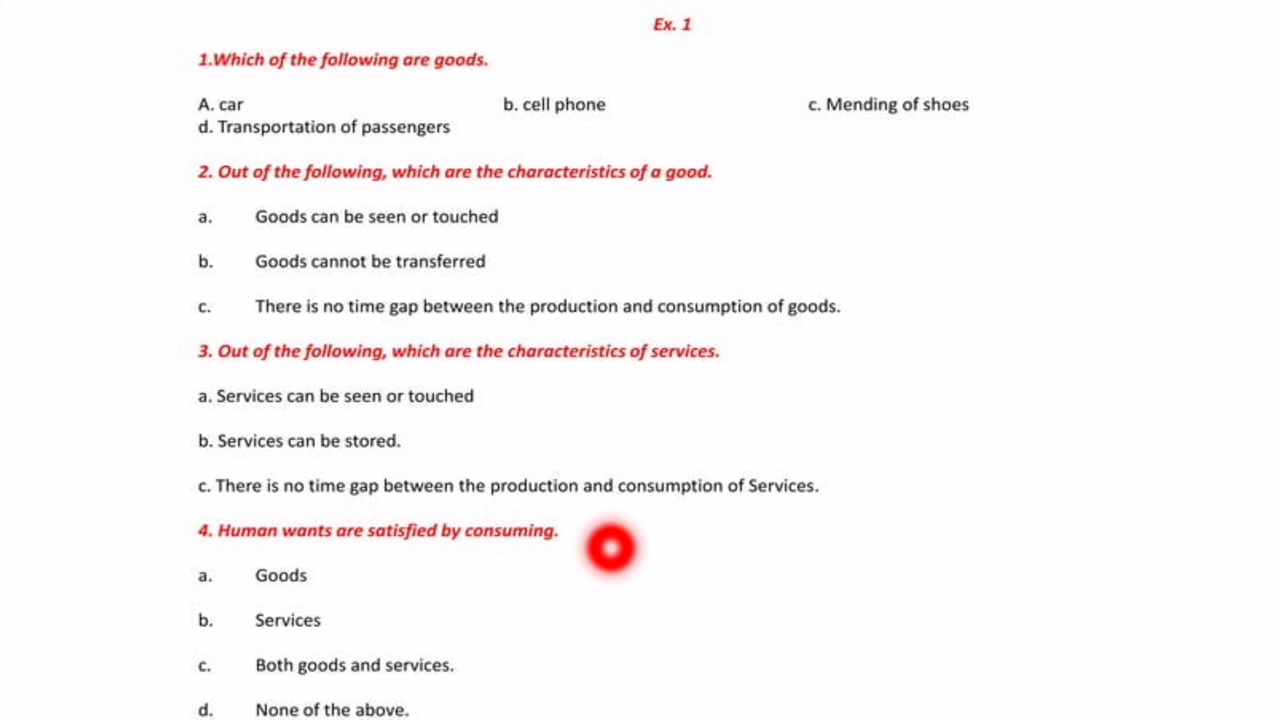 Ex. 1
1.Which of the following are goods.
A. car b. cell phone c. Mending of shoes
d. Transportation of passengers
2. Out of the following, which are the characteristics of a good.
a. Goods can be seen or touched
b. Goods cannot be transferred
c. There is no time gap between the production and consumption of goods.
3. Out of the following, which are the characteristics of services.
a. Services can be seen or touched
b. Services can be stored.
c. There is no time gap between the production and consumption of Services.
4. Human wants are satisfied by consuming.
a. Goods
b. Services
c. Both goods and services.
d. None of the above.